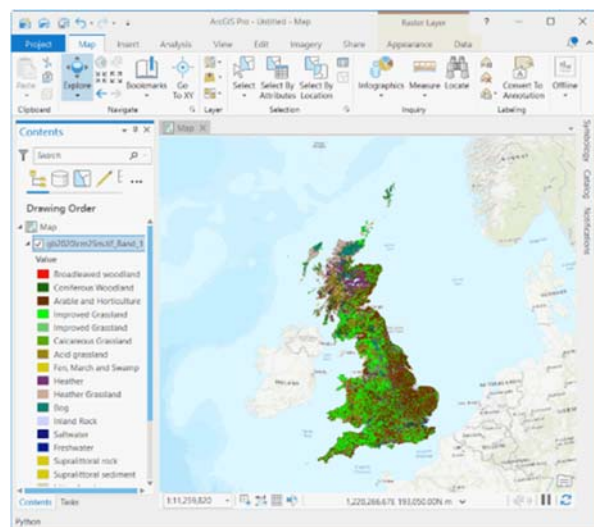 ArcGIS Pro - Untitled - Map
Raster Layer
?
Project Map Insert Analysis View Edit Imagery Share Appearance Data
Paste
Explore
Bookmarks
Go To XY
Select
Select By Attributes
Select By Location
Infographics
Measure
Locate
Convert To Annotation
Offline
Clipboard
Navigate
Layer
Selection
Inquiry
Labeling
Contents
Map
Search
Drawing Order
Map
Value
Broadleaved woodland
Coniferous Woodland
Arable and Horticulture
Improved Grassland
Improved Grassland
Calcareous Grassland
Acid grassland
Fen, March and Swamp
Heather
Heather Grassland
Bog
Inland Rock
Saltwater
Freshwater
Supralittoral rock
Supralittoral sediment
Symbology
Catalog
Notifications
Contents
Tasks
1:11,259,820
Python